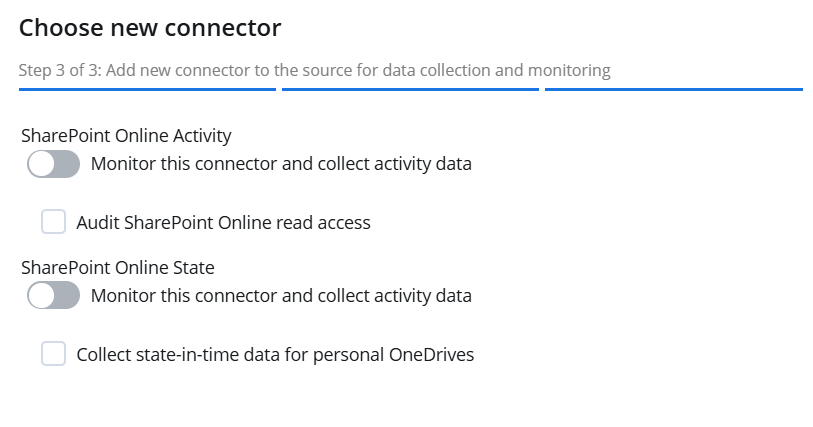 Choose new connector
Step 3 of 3: Add new connector to the source for data collection and monitoring
SharePoint Online Activity
Monitor this connector and collect activity data
Audit SharePoint Online read access
SharePoint Online State
Monitor this connector and collect activity data
Collect state-in-time data for personal OneDrives